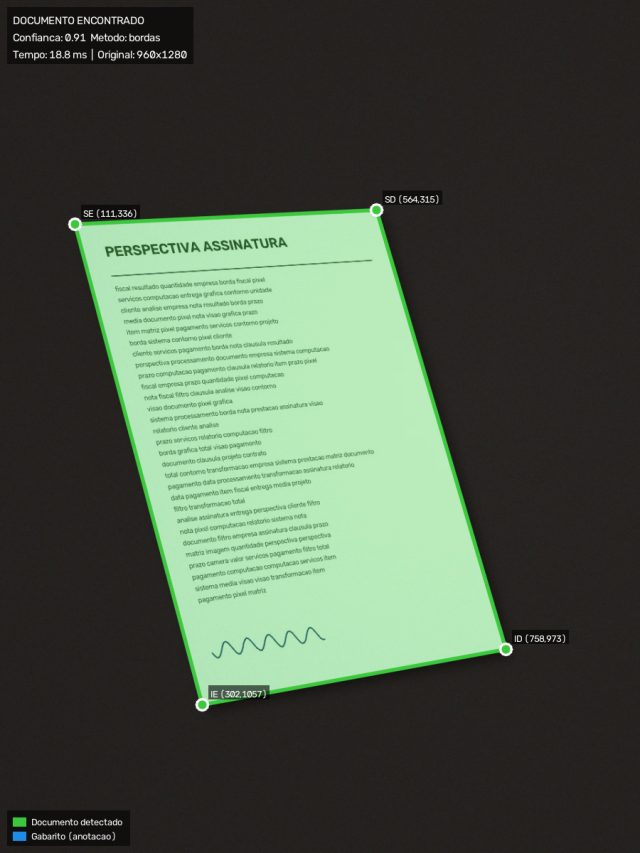 DOCUMENTO ENCONTRADO
Confianca: 0.91 Metodo: bordas
Tempo: 18.8 ms | Original: 960x1280
SE (111,336)
SD (564,315)
PERSPECTIVA ASSINATURA
fiscal resultado quantidade empresa borda fiscal pixel
servicos computacao entrega grafica contorno unidade
cliente analise empresa nota resultado borda prazo
media documento pixel nota visao grafica prazo
item matriz pixel pagamento servicos contorno projeto
borda sistema contorno pixel cliente
cliente servicos pagamento borda nota clausula resultado
perspectiva processamento documento empresa sistema computacao
prazo computacao pagamento clausula relatorio item prazo pixel
fiscal empresa prazo quantidade pixel computacao
nota fiscal filtro clausula analise visao contorno
visao documento pixel grafica
sistema processamento borda nota prestacao assinatura visao
relatorio cliente analise
prazo servicos relatorio computacao filtro
borda grafica total visao pagamento
documento clausula projeto contrato
total contorno transformacao empresa sistema prestacao matriz documento
pagamento data processamento transformacao assinatura relatorio
data pagamento item fiscal entrega media projeto
filtro transformacao total
analise assinatura entrega perspectiva cliente filtro
nota pixel computacao relatorio sistema nota
documento filtro empresa assinatura clausula prazo
matriz imagem quantidade perspectiva perspectiva
prazo camera valor servicos pagamento filtro total
pagamento computacao computacao servicos item
sistema media visao visao transformacao item
pagamento pixel matriz
ID (758,973)
IE (302,1057)
Documento detectado
Gabarito (anotacao)